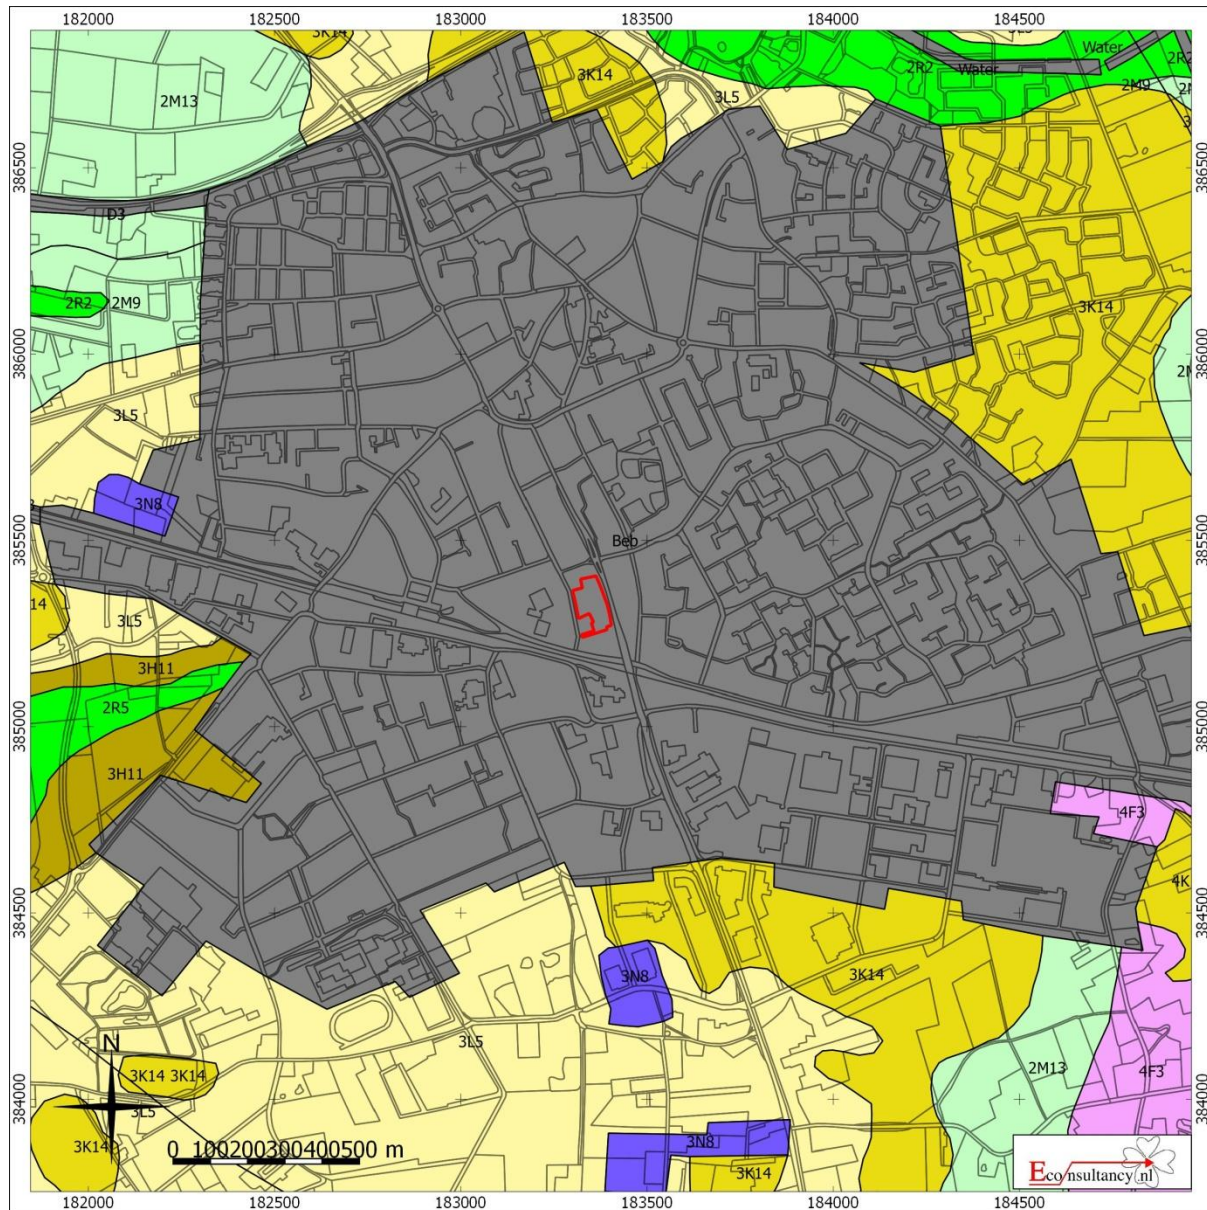 182000 182500 183000 183500 184000 184500
3K14
3L5
Water
2R2
Water
2R2
3K14
2M13
3L5
2M9
386500 386500
D3
2R2 2M9
3K14
386000 386000
3L5
3N8
Beb
385500 385500
14
3L5
3H11
2R5
385000 385000
3H11
4F3
4K
384500 384500
3N8
3K14
3L5
N
3K14 3K14
2M13
4F3
384000 384000
3L5
3K14
3N8
3K14
0 100200300400500 m
Econsultancy.nl
182000 182500 183000 183500 184000 184500